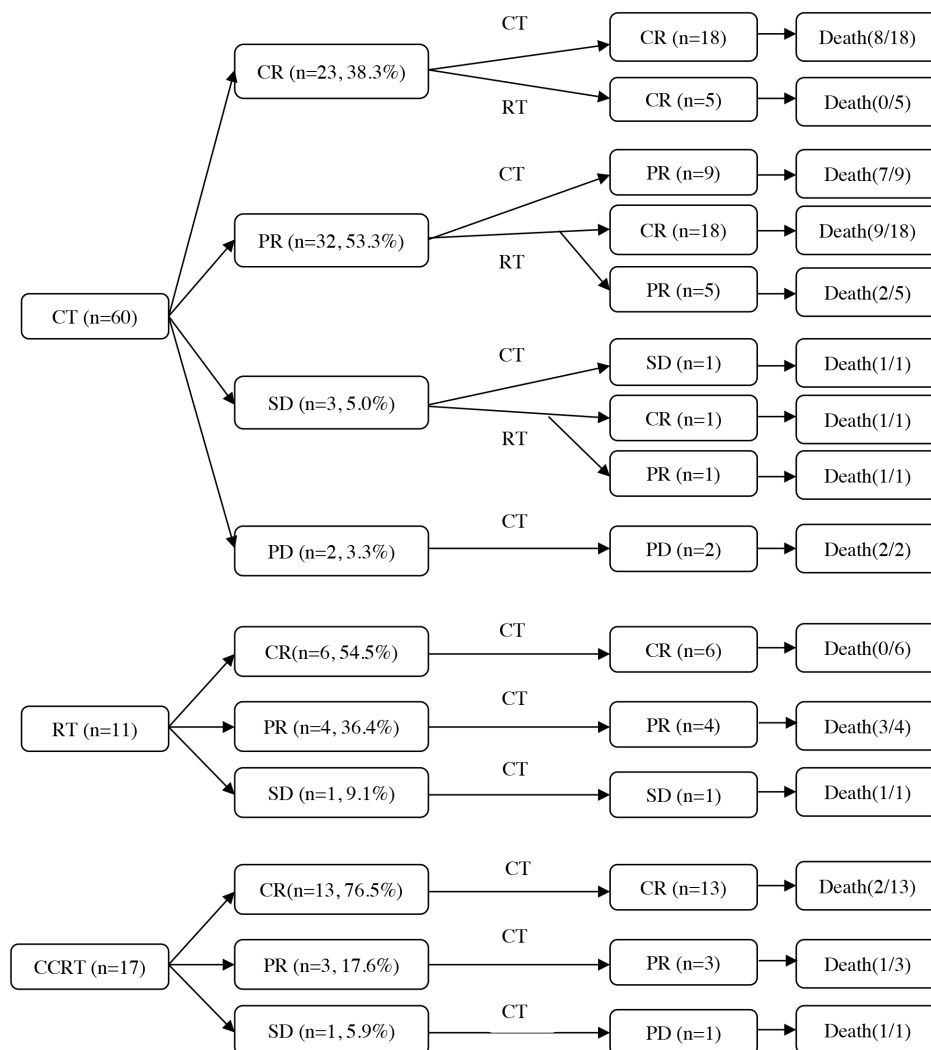 CT
CR (n=18)
Death(8/18)
CR (n=23, 38.3%)
RT
CR (n=5)
Death(0/5)
CT
PR (n=9)
Death(7/9)
PR (n=32, 53.3%)
CR (n=18)
Death(9/18)
RT
PR (n=5)
Death(2/5)
CT (n=60)
CT
SD (n=1)
Death(1/1)
SD (n=3, 5.0%)
CR (n=1)
Death(1/1)
RT
PR (n=1)
Death(1/1)
CT
PD (n=2, 3.3%)
PD (n=2)
Death(2/2)
CT
CR(n=6, 54.5%)
CR (n=6)
Death(0/6)
RT (n=11)
CT
PR (n=4, 36.4%)
PR (n=4)
Death(3/4)
CT
SD (n=1, 9.1%)
SD (n=1)
Death(1/1)
CT
CR(n=13, 76.5%)
CR (n=13)
Death(2/13)
CCRT (n=17)
CT
PR (n=3, 17.6%)
PR (n=3)
Death(1/3)
CT
SD (n=1, 5.9%)
PD (n=1)
Death(1/1)